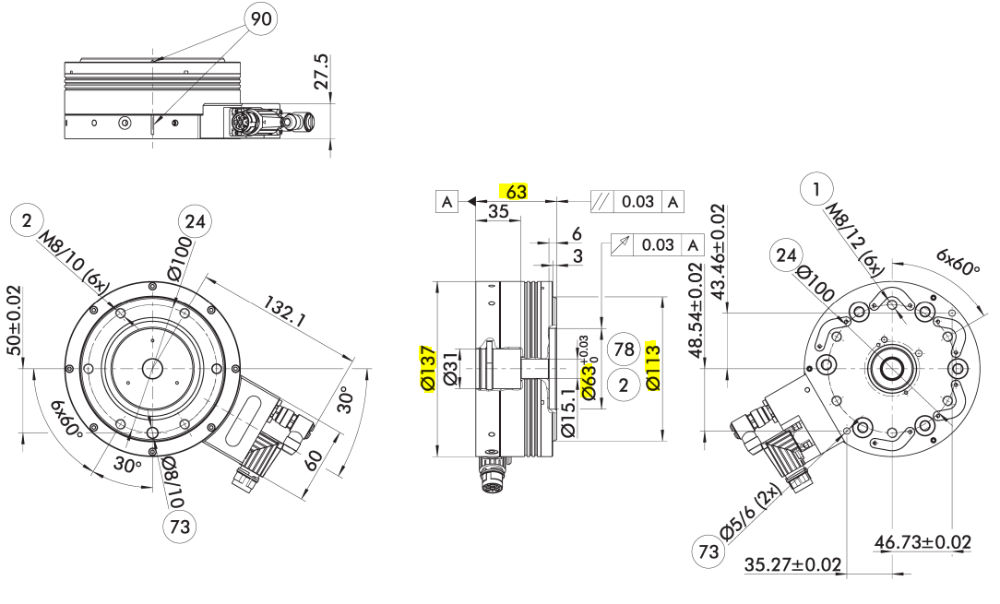 90
27.5
2
M8/10 (6x)
24
Ø100
132.1
50±0.02
6x60°
30°
30°
60
Ø8/10
73
A
63
// 0.03 A
35
6
↗ 0.03 A
3
Ø137
Ø31
Ø15.1
Ø63 +0.03 0
78
2
Ø113
1
M8/12 (6x)
6x60°
24
Ø100
43.46±0.02
48.54±0.02
73
Ø5/6 (2x)
46.73±0.02
35.27±0.02